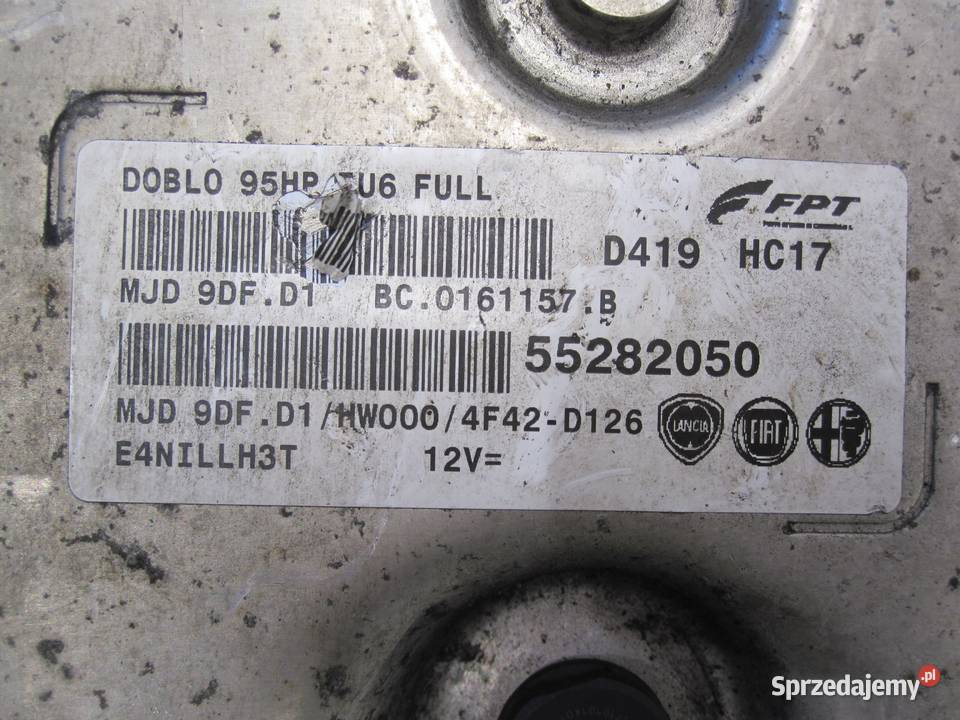 DOBLO 95HP EU6 FULL
FPT
D419 HC17
MJD 9DF.D1 BC.0161157.B
55282050
MJD 9DF.D1/HW000/4F42-D126
LANCIA FIAT
E4NILLH3T 12V=
Sprzedajemy.pl